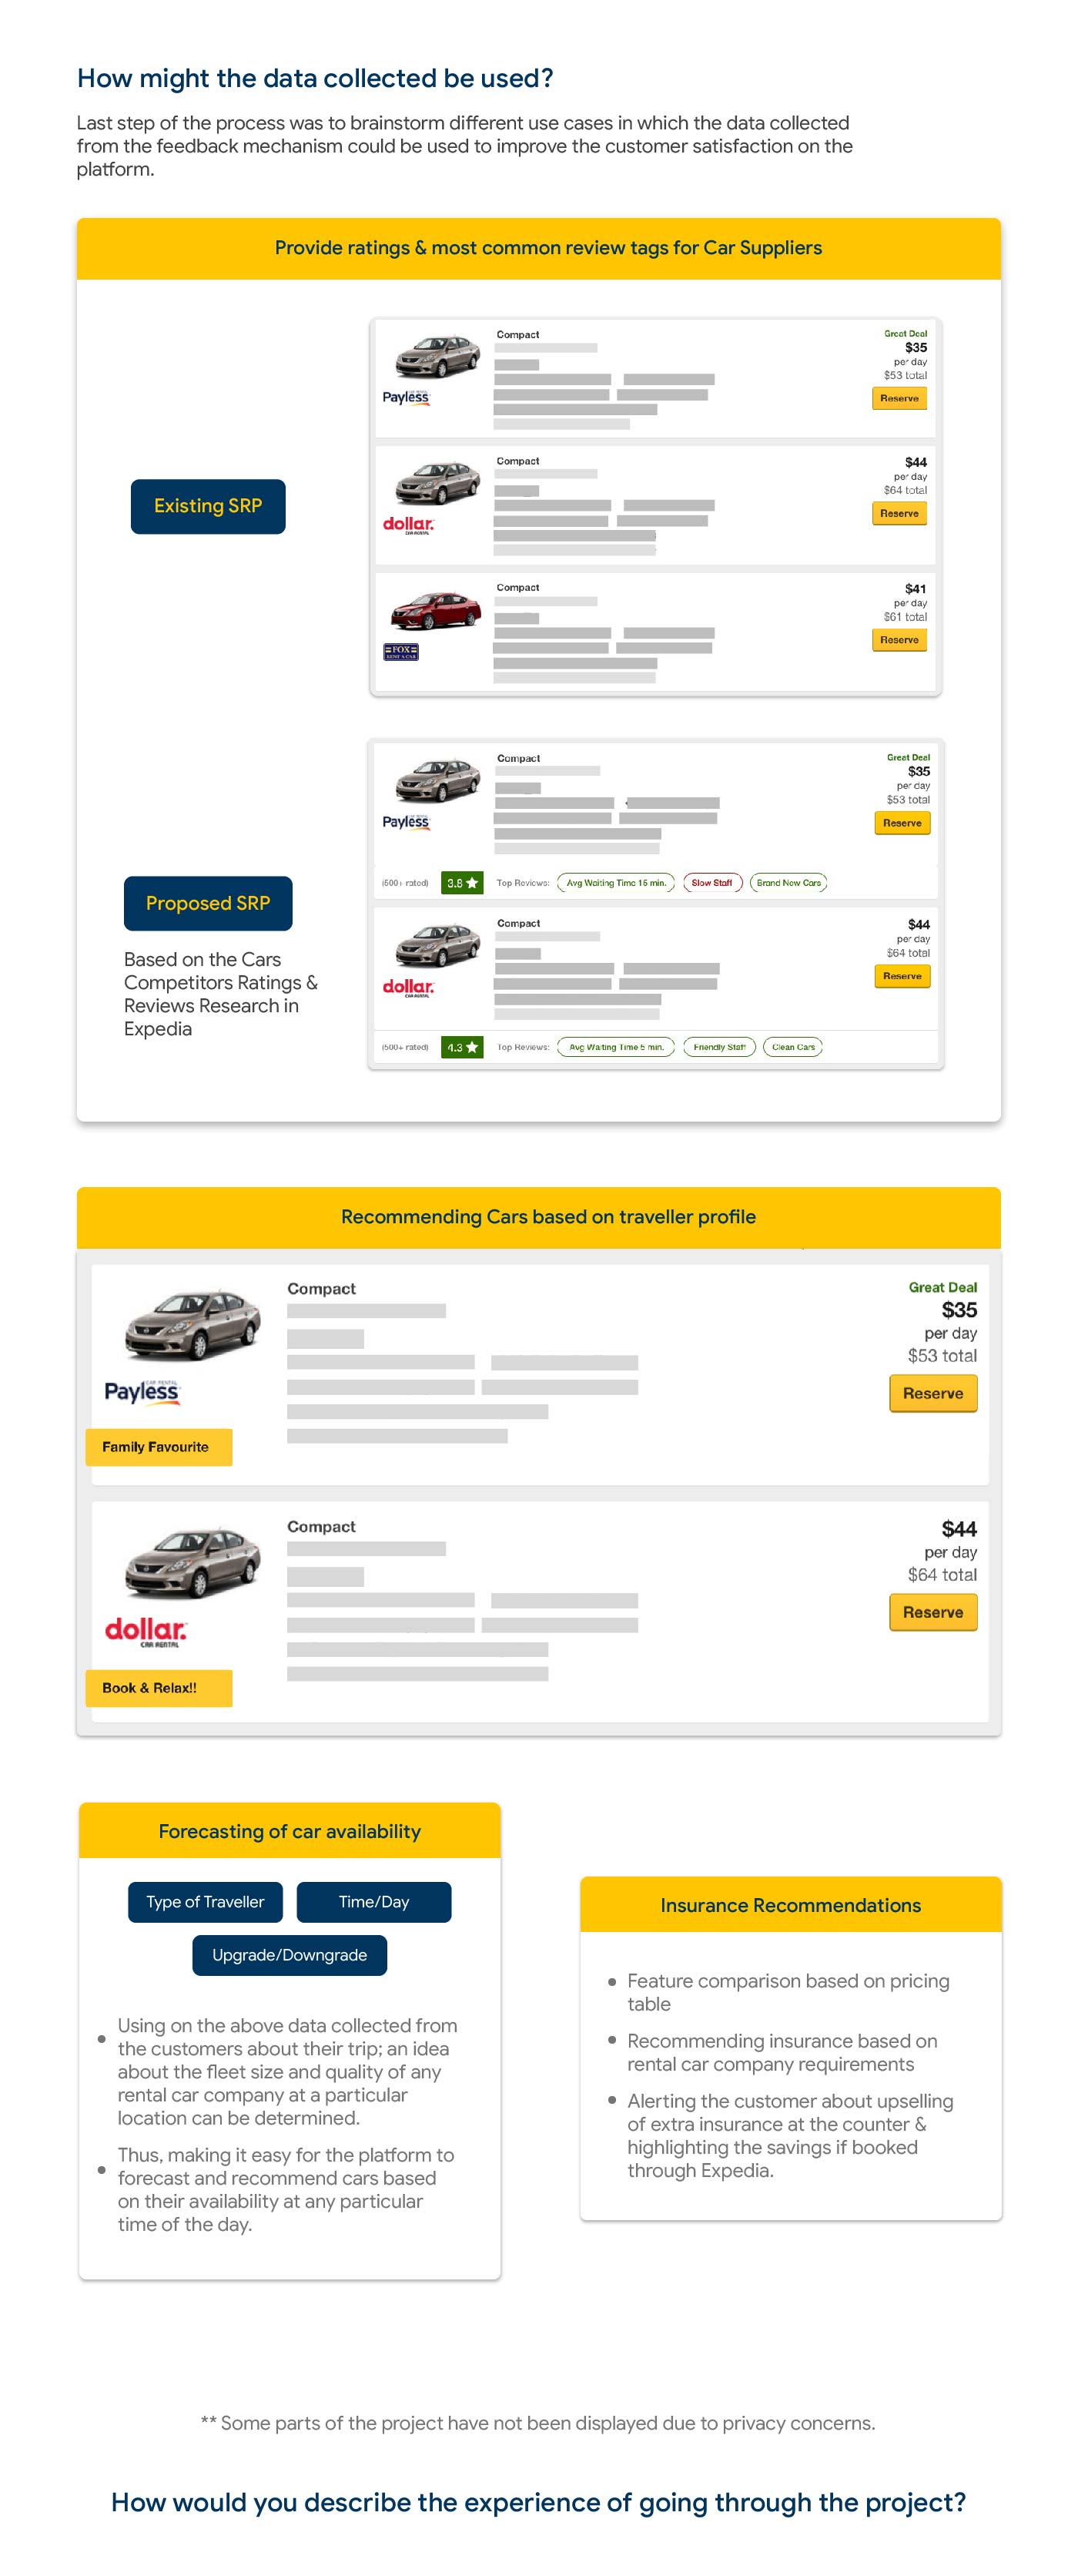 How might the data collected be used?
Last step of the process was to brainstorm different use cases in which the data collected
from the feedback mechanism could be used to improve the customer satisfaction on the
platform.
Provide ratings & most common review tags for Car Suppliers
Existing SRP
Compact
Great Deal
$35
per day
$53 total
Reserve
Payless
Compact
$44
per day
$64 total
Reserve
dollar.
CAR RENTAL
Compact
$41
per day
$61 total
Reserve
FOX
RENT A CAR
Proposed SRP
Based on the Cars
Competitors Ratings &
Reviews Research in
Expedia
Compact
Great Deal
$35
per day
$53 total
Reserve
Payless
(500+ rated) 3.8 ★ Top Reviews: Avg Waiting Time 15 min. Slow Staff Brand New Cars
Compact
$44
per day
$64 total
Reserve
dollar.
CAR RENTAL
(500+ rated) 4.3 ★ Top Reviews: Avg Waiting Time 5 min. Friendly Staff Clean Cars
Recommending Cars based on traveller profile
Compact
Great Deal
$35
per day
$53 total
Reserve
CAR RENTAL
Payless
Family Favourite
Compact
$44
per day
$64 total
Reserve
dollar.
CAR RENTAL
Book & Relax!!
Forecasting of car availability
Type of Traveller
Time/Day
Upgrade/Downgrade
Using on the above data collected from
the customers about their trip; an idea
about the fleet size and quality of any
rental car company at a particular
location can be determined.
Thus, making it easy for the platform to
forecast and recommend cars based
on their availability at any particular
time of the day.
Insurance Recommendations
Feature comparison based on pricing
table
Recommending insurance based on
rental car company requirements
Alerting the customer about upselling
of extra insurance at the counter &
highlighting the savings if booked
through Expedia.
** Some parts of the project have not been displayed due to privacy concerns.
How would you describe the experience of going through the project?